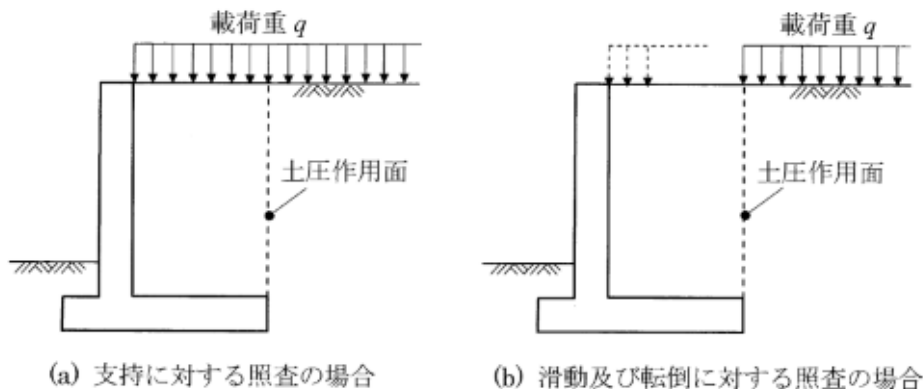 載荷重 q
土圧作用面
(a) 支持に対する照査の場合
載荷重 q
土圧作用面
(b) 滑動及び転倒に対する照査の場合